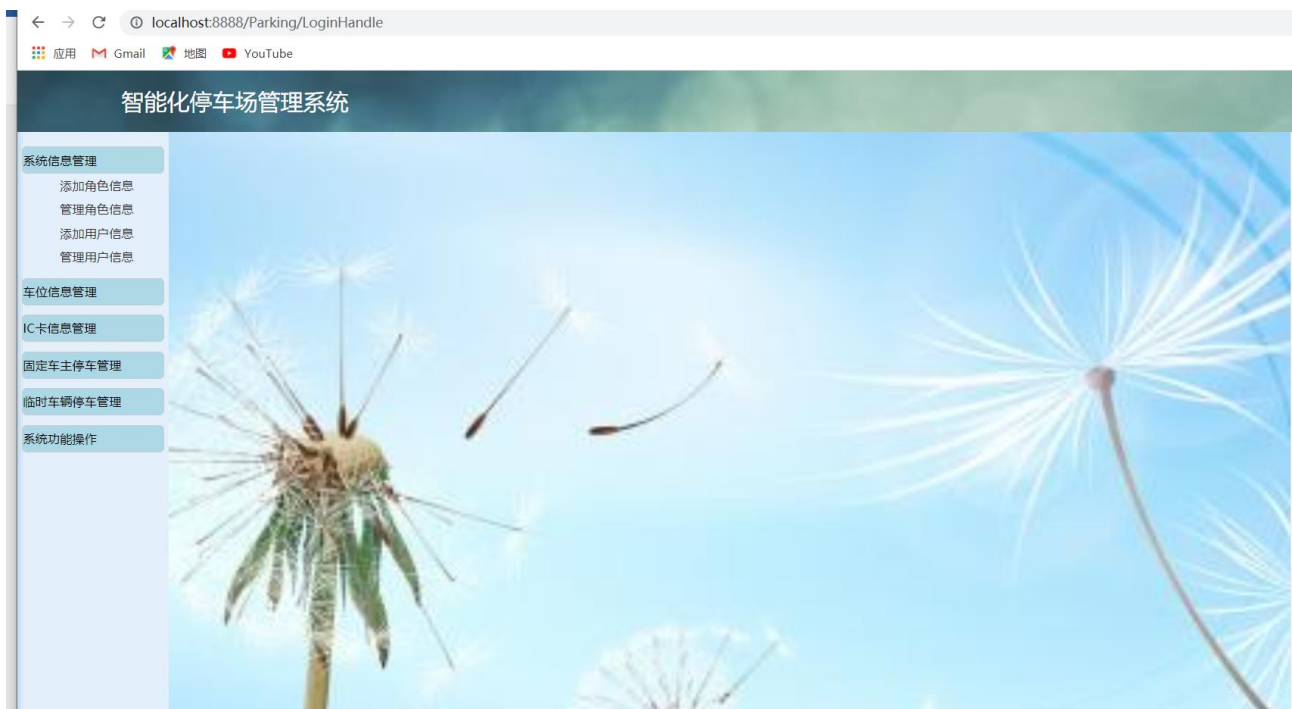 localhost:8888/Parking/LoginHandle
应用 Gmail 地图 YouTube
智能化停车场管理系统
系统信息管理
添加角色信息
管理角色信息
添加用户信息
管理用户信息
车位信息管理
IC卡信息管理
固定车主停车管理
临时车辆停车管理
系统功能操作